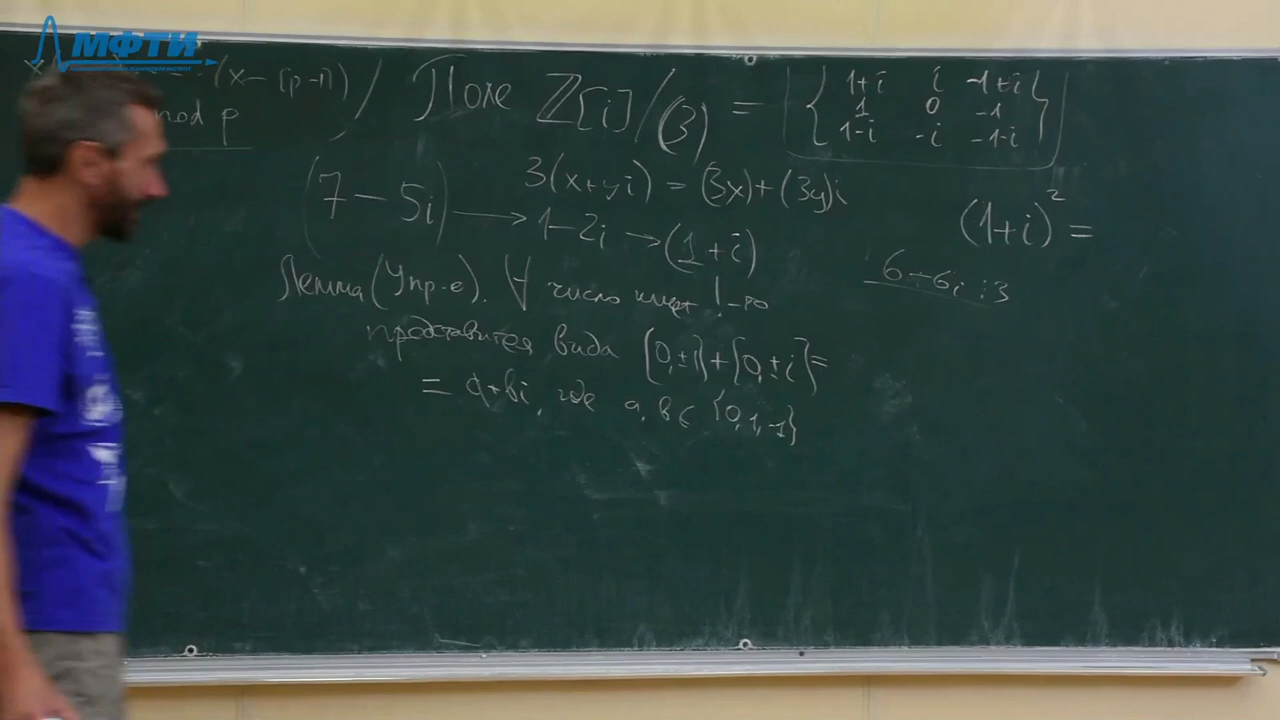 МФТИ
(x-[p-1])
mod p
Поле Z[i]/(3) = { 1+i i -1+i
1 0 -1
1-i -i -1-i }
3(x+yi) = (3x)+(3y)i
(7-5i) → 1-2i → (1+i)
(1+i)² =
6-6i ⋮ 3
Лемма (Упр-е). ∀ число имеет !-но
представится вида {0,±1}+{0,±i}=
= a+bi, где a,b ∈ {0,1,-1}